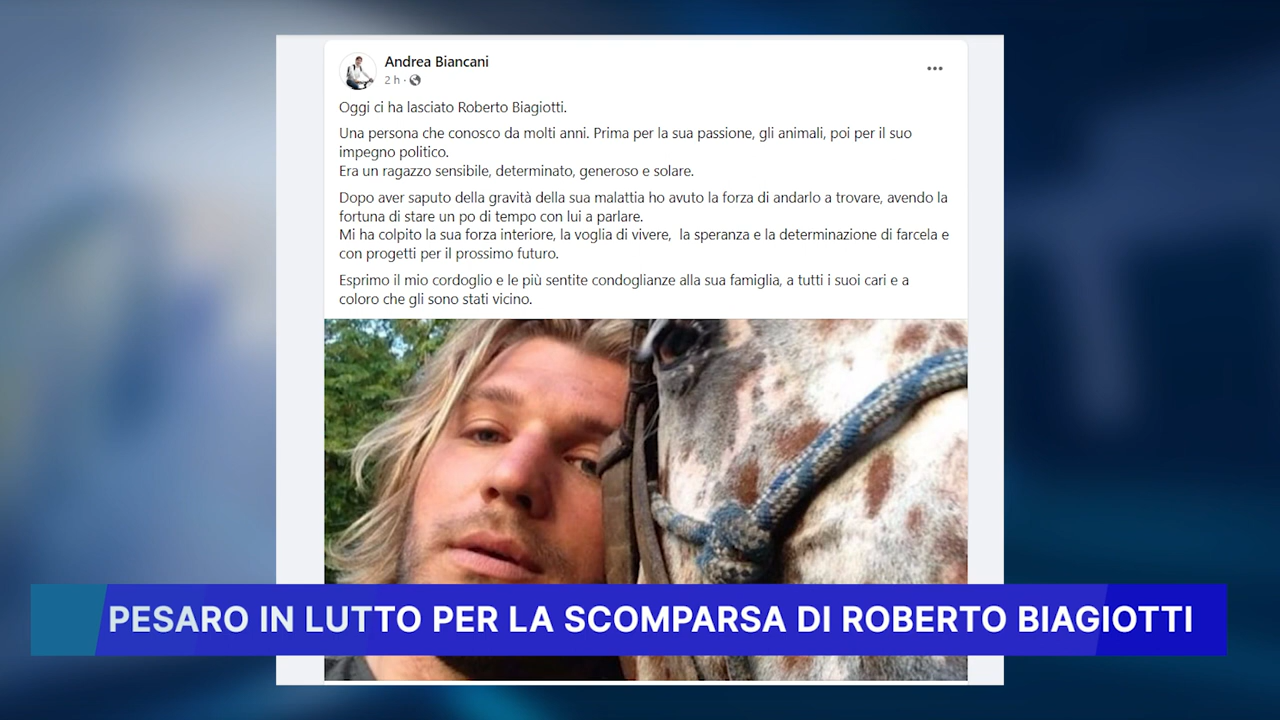 Andrea Biancani
2 h ·
Oggi ci ha lasciato Roberto Biagiotti.
Una persona che conosco da molti anni. Prima per la sua passione, gli animali, poi per il suo
impegno politico.
Era un ragazzo sensibile, determinato, generoso e solare.
Dopo aver saputo della gravità della sua malattia ho avuto la forza di andarlo a trovare, avendo la
fortuna di stare un po di tempo con lui a parlare.
Mi ha colpito la sua forza interiore, la voglia di vivere, la speranza e la determinazione di farcela e
con progetti per il prossimo futuro.
Esprimo il mio cordoglio e le più sentite condoglianze alla sua famiglia, a tutti i suoi cari e a
coloro che gli sono stati vicino.
PESARO IN LUTTO PER LA SCOMPARSA DI ROBERTO BIAGIOTTI